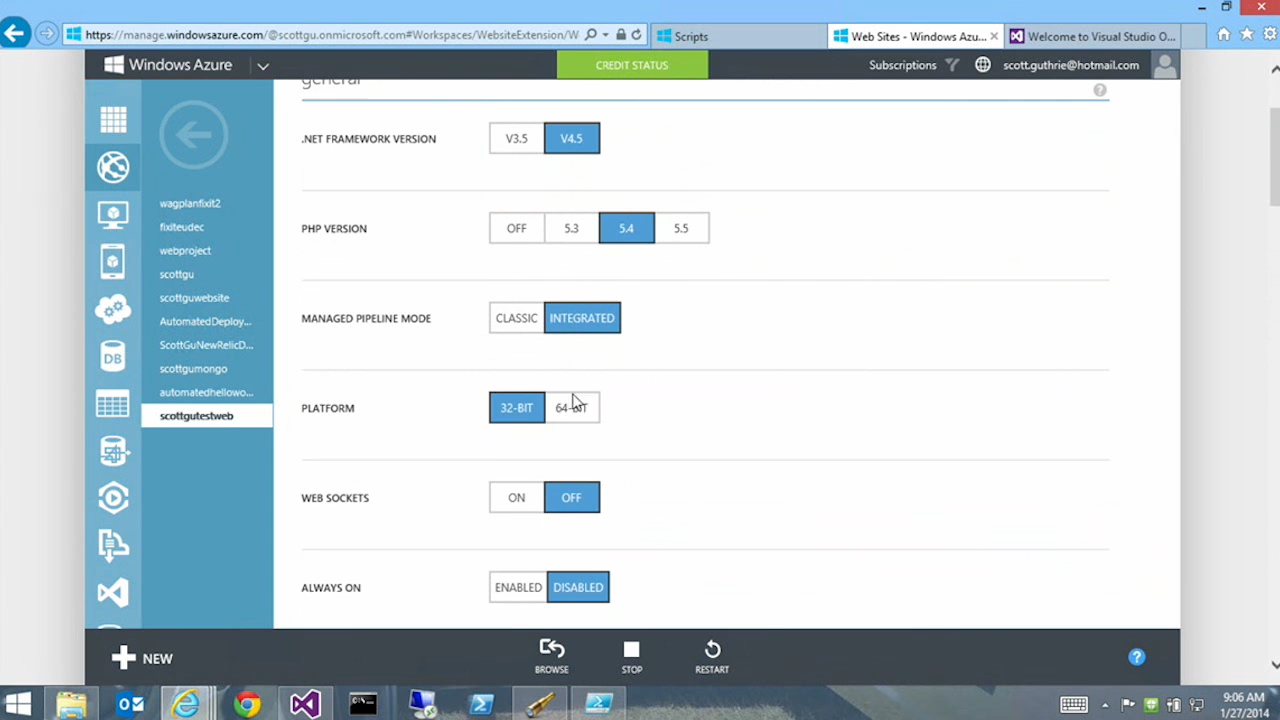 https://manage.windowsazure.com/@scottgu.onmicrosoft.com#Workspaces/WebsiteExtension/W
Scripts
Web Sites - Windows Azu...
Welcome to Visual Studio O...
Windows Azure
CREDIT STATUS
Subscriptions
scott.guthrie@hotmail.com
general
.NET FRAMEWORK VERSION
V3.5
V4.5
wagplanfixit2
fixiteudec
PHP VERSION
OFF
5.3
5.4
5.5
webproject
scottgu
scottguwebsite
AutomatedDeploy...
MANAGED PIPELINE MODE
CLASSIC
INTEGRATED
ScottGuNewRelicD...
scottgumongo
automatedhellowo...
scottgutestweb
PLATFORM
32-BIT
64-BIT
WEB SOCKETS
ON
OFF
ALWAYS ON
ENABLED
DISABLED
DB
NEW
BROWSE
STOP
RESTART
9:06 AM
1/27/2014